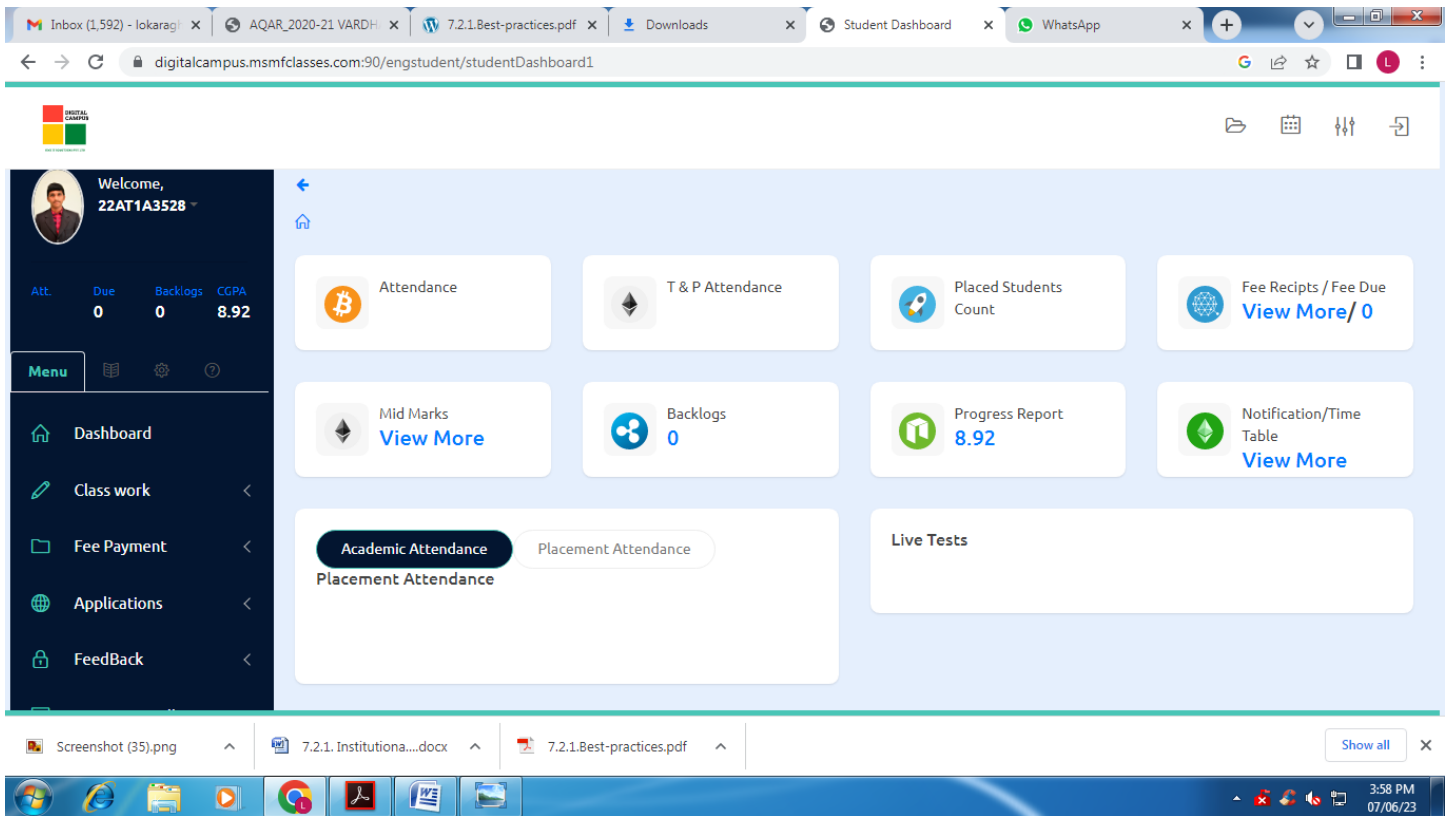 Inbox (1,592) - lokaragh
AQAR_2020-21 VARDH
7.2.1.Best-practices.pdf
Downloads
Student Dashboard
WhatsApp
digitalcampus.msmfclasses.com:90/engstudent/studentDashboard1
L
DIGITAL
CAMPUS
Welcome,
22AT1A3528
Att. Due Backlogs CGPA
0 0 8.92
Menu
Dashboard
Class work
Fee Payment
Applications
FeedBack
Attendance
T & P Attendance
Placed Students
Count
Fee Recipts / Fee Due
View More/ 0
Mid Marks
View More
Backlogs
0
Progress Report
8.92
Notification/Time
Table
View More
Academic Attendance
Placement Attendance
Placement Attendance
Live Tests
Screenshot (35).png
7.2.1. Instituiona....docx
7.2.1.Best-practices.pdf
Show all
3:58 PM
07/06/23